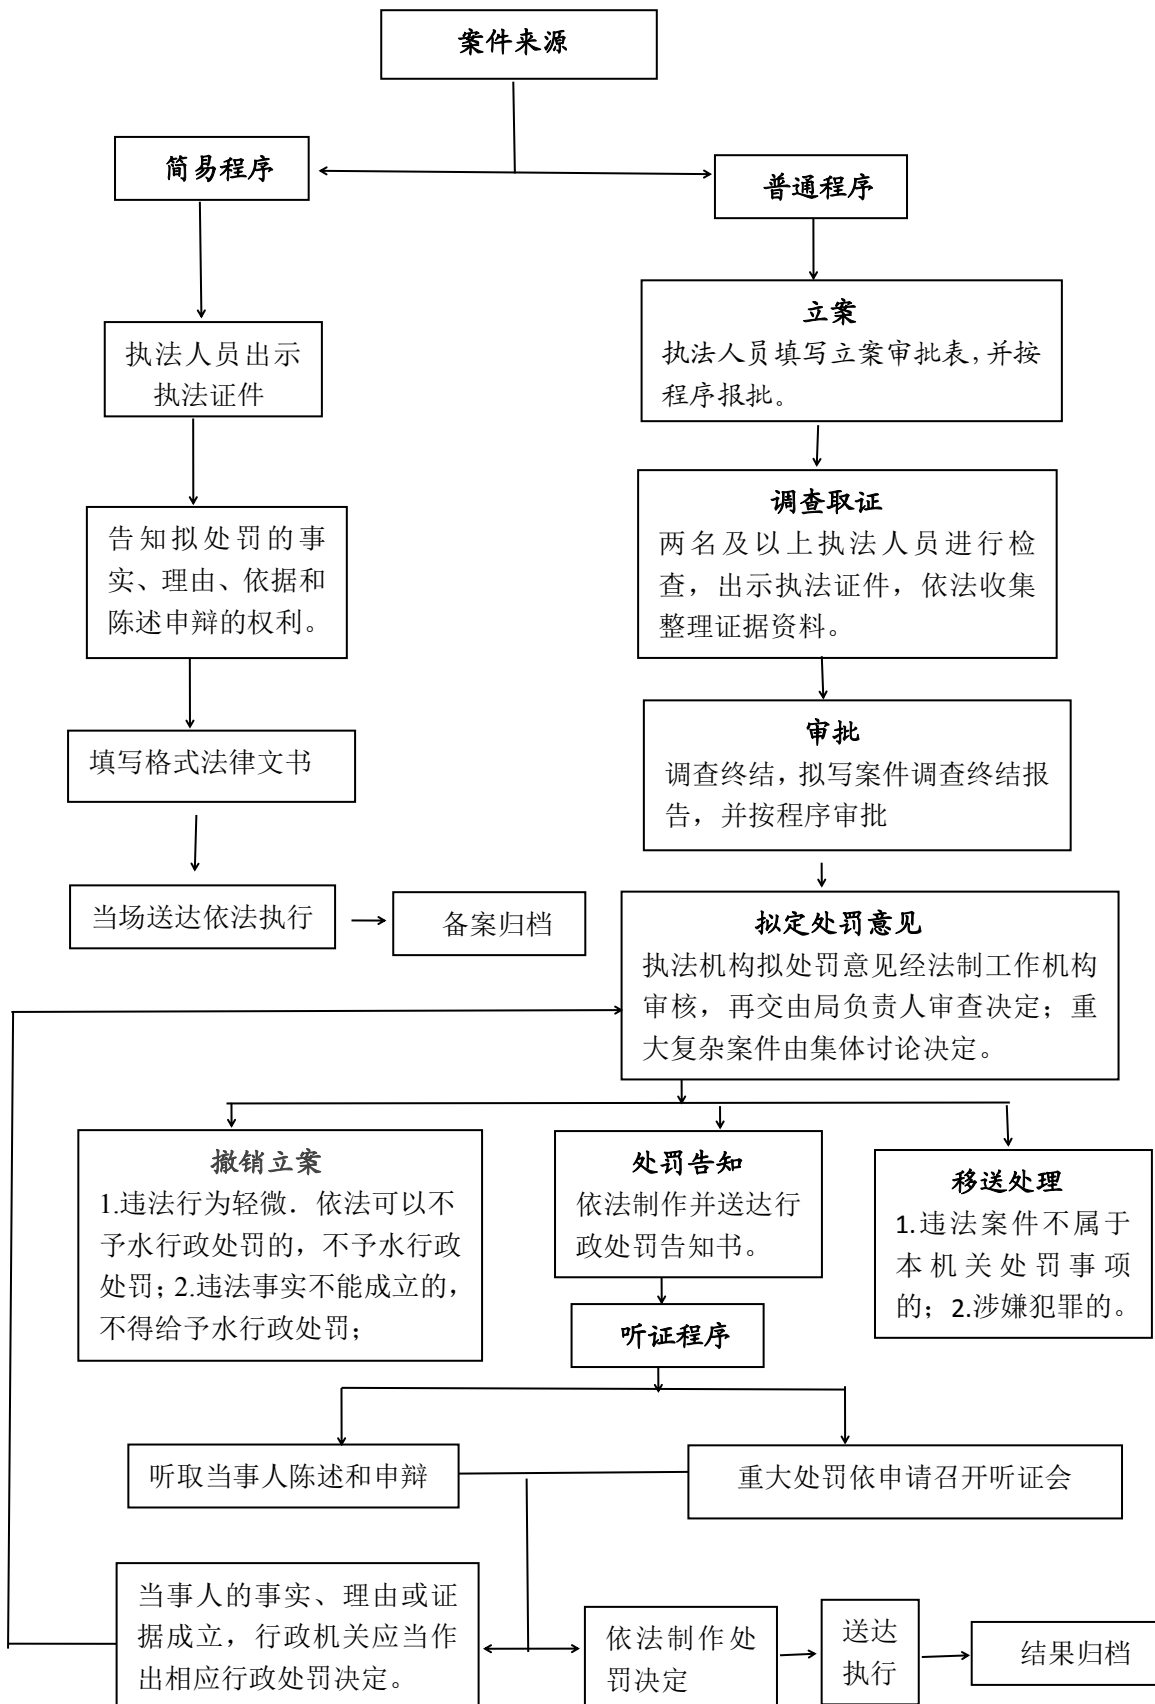 案件来源
简易程序
普通程序
立案
执法人员填写立案审批表，并按
程序报批。
执法人员出示
执法证件
调查取证
两名及以上执法人员进行检
查，出示执法证件，依法收集
整理证据资料。
告知拟处罚的事
实、理由、依据和
陈述申辩的权利。
审批
调查终结，拟写案件调查终结报
告，并按程序审批
填写格式法律文书
当场送达依法执行
备案归档
拟定处罚意见
执法机构拟处罚意见经法制工作机构
审核，再交由局负责人审查决定；重
大复杂案件由集体讨论决定。
撤销立案
1.违法行为轻微．依法可以不
予水行政处罚的，不予水行政
处罚；2.违法事实不能成立的，
不得给予水行政处罚；
处罚告知
依法制作并送达行
政处罚告知书。
移送处理
1.违法案件不属于
本机关处罚事项
的；2.涉嫌犯罪的。
听证程序
听取当事人陈述和申辩
重大处罚依申请召开听证会
当事人的事实、理由或证
据成立，行政机关应当作
出相应行政处罚决定。
依法制作处
罚决定
送达
执行
结果归档